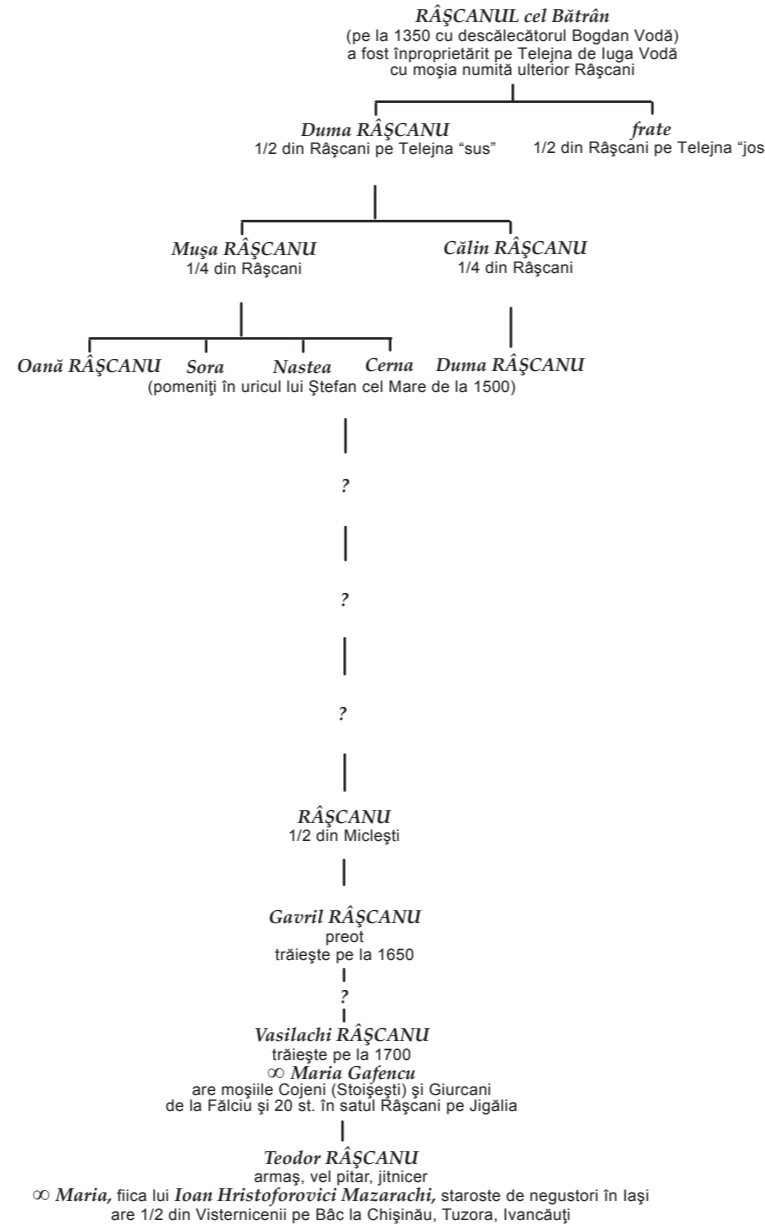 RÂŞCANUL cel Bătrân
(pe la 1350 cu descălecătorul Bogdan Vodă)
a fost înproprietărit pe Telejna de Iuga Vodă
cu moşia numită ulterior Râşcani
Duma RÂŞCANU frate
1/2 din Râşcani pe Telejna “sus” 1/2 din Râşcani pe Telejna “jos
Muşa RÂŞCANU Călin RÂŞCANU
1/4 din Râşcani 1/4 din Râşcani
Oană RÂŞCANU Sora Nastea Cerna Duma RÂŞCANU
(pomeniţi în uricul lui Ştefan cel Mare de la 1500)
?
?
?
RÂŞCANU
1/2 din Micleşti
Gavril RÂŞCANU
preot
trăieşte pe la 1650
?
Vasilachi RÂŞCANU
trăieşte pe la 1700
∞ Maria Gafencu
are moşiile Cojeni (Stoişeşti) şi Giurcani
de la Fălciu şi 20 st. în satul Râşcani pe Jigălia
Teodor RÂŞCANU
armaş, vel pitar, jitnicer
∞ Maria, fiica lui Ioan Hristoforovici Mazarachi, staroste de negustori în Iaşi
are 1/2 din Visternicenii pe Bâc la Chişinău, Tuzora, Ivancăuţi